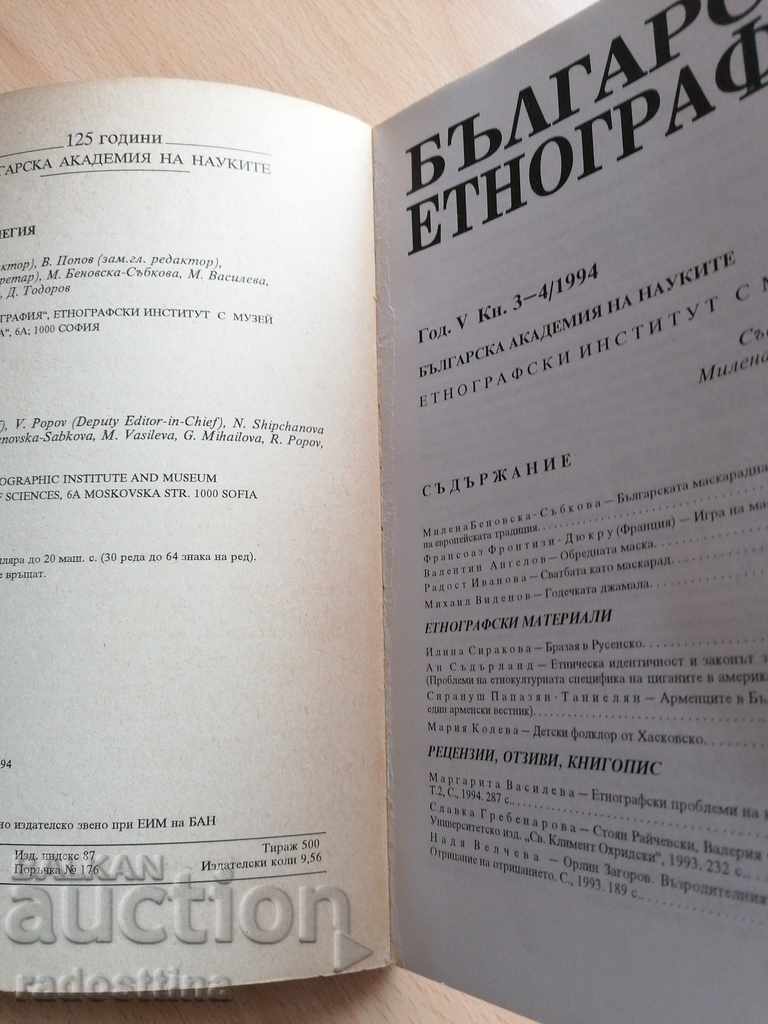 125 ГОДИНИ
ГАРСКА АКАДЕМИЯ НА НАУКИТЕ
ЛЕГИЯ
ктор), В. Попов (зам.гл. редактор),
ретар), М. Беновска-Събкова, М. Василева,
, Д. Тодоров
ГРАФИЯ", ЕТНОГРАФСКИ ИНСТИТУТ С МУЗЕЙ
А", 6А; 1000 СОФИЯ
f), V. Popov (Deputy Editor-in-Chief), N. Shipchanova
enovska-Sabkova, M. Vasileva, G. Mihailova, R. Popov,
OGRAPHIC INSTITUTE AND MUSEUM
F SCIENCES, 6A MOSKOVSKA STR. 1000 SOFIA
ляра до 20 маш. с. (30 реда до 64 знака на ред).
е връщат.
94
но издателско звено при ЕИМ на БАН
Изд. индекс 87
Поръчка № 176
Тираж 500
Издателски коли 9,56
БЪЛГАРС
ЕТНОГРАФ
Год. V Кн. 3–4/1994
БЪЛГАРСКА АКАДЕМИЯ НА НАУКИТЕ
ЕТНОГРАФСКИ ИНСТИТУТ С М
Със
Милена
СЪДЪРЖАНИЕ
Милена Беновска-Събкова — Българската маскарадна
на европейската традиция.
Франсоаз Фронтизи-Дюкру (Франция) — Игра на ма
Валентин Ангелов — Обредната маска.
Радост Иванова — Сватбата като маскарад.
Михаил Виденов — Годечката джамала.
ЕТНОГРАФСКИ МАТЕРИАЛИ
Илина Сиракова — Бразая в Русенско.
Ан Съдърланд — Етническа идентичност и законът з
(Проблеми на етнокултурната специфика на циганите в америка
Сирануш Папазян-Таниелян — Арменците в Бъ
един арменски вестник).
Мария Колева — Детски фолклор от Хасковско.
РЕЦЕНЗИИ, ОТЗИВИ, КНИГОПИС
Маргарита Василева — Етнографски проблеми на
Т.2, С., 1994. 287 с.
Славка Гребенарова — Стоян Райчевски, Валерия
Университетско изд. „Св. Климент Охридски", 1993. 232 с.
Надя Велчева — Орлин Загоров. Възродителният
Отрицание на отрицанието. С., 1993. 189 с.
BALKAN
auction
radosttina